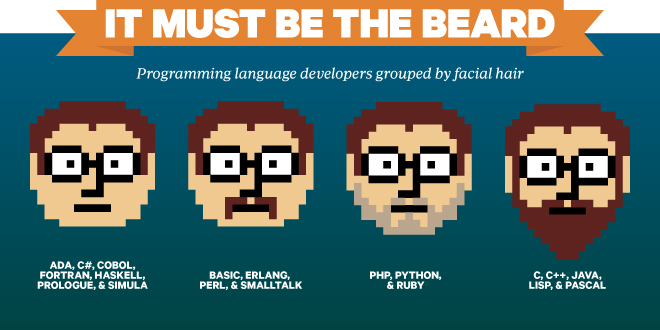 IT MUST BE THE BEARD
Programming language developers grouped by facial hair
ADA, C#, COBOL,
FORTRAN, HASKELL,
PROLOGUE, & SIMULA
BASIC, ERLANG,
PERL, & SMALLTALK
PHP, PYTHON,
& RUBY
C, C++, JAVA,
LISP, & PASCAL